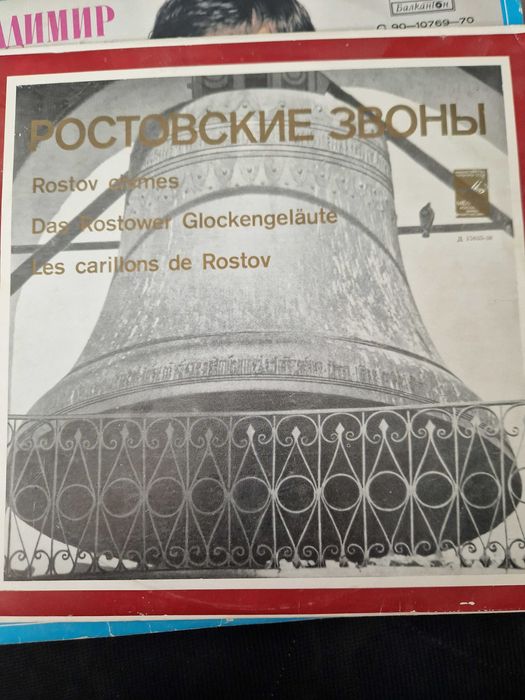 АДИМИР
Балкантон
С 90—10769—70
РОСТОВСКИЕ ЗВОНЫ
Rostov chimes
Das Rostower Glockengeläute
Les carillons de Rostov